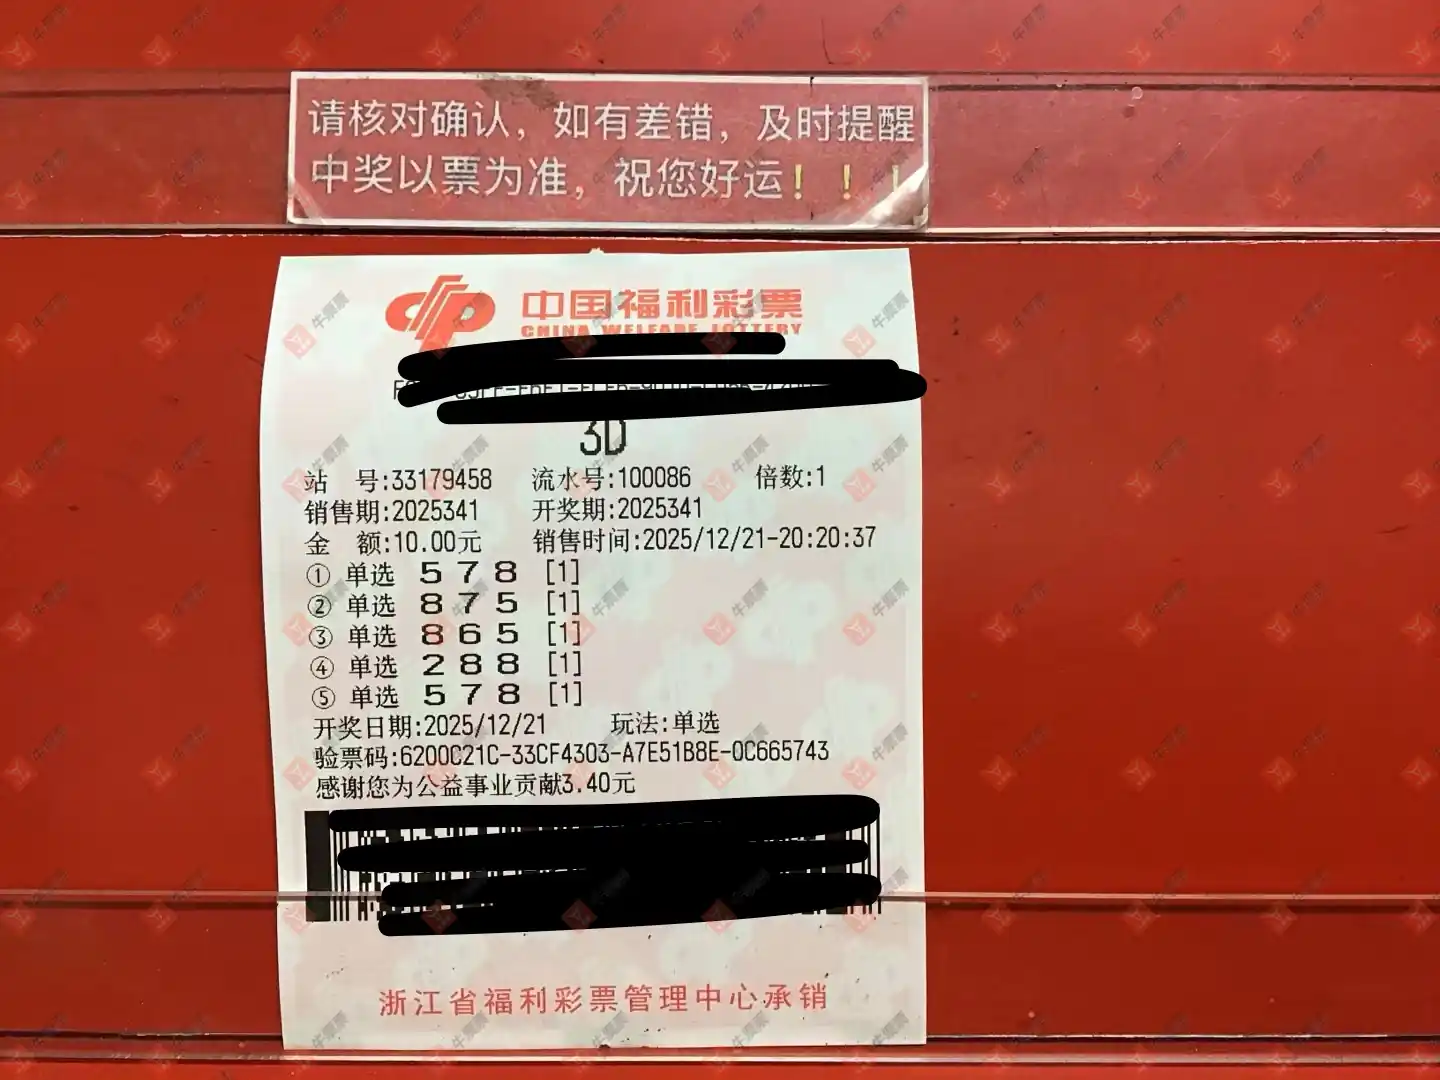 请核对确认，如有差错，及时提醒
中奖以票为准，祝您好运！！！
中国福利彩票
CHINA WELFARE LOTTERY
3D
站 号:33179458 流水号:100086 倍数:1
销售期:2025341 开奖期:2025341
金 额:10.00元 销售时间:2025/12/21-20:20:37
① 单选 5 7 8 [1]
② 单选 8 7 5 [1]
③ 单选 8 6 5 [1]
④ 单选 2 8 8 [1]
⑤ 单选 5 7 8 [1]
开奖日期:2025/12/21 玩法:单选
验票码:6200C21C-33CF4303-A7E51B8E-0C665743
感谢您为公益事业贡献3.40元
浙江省福利彩票管理中心承销